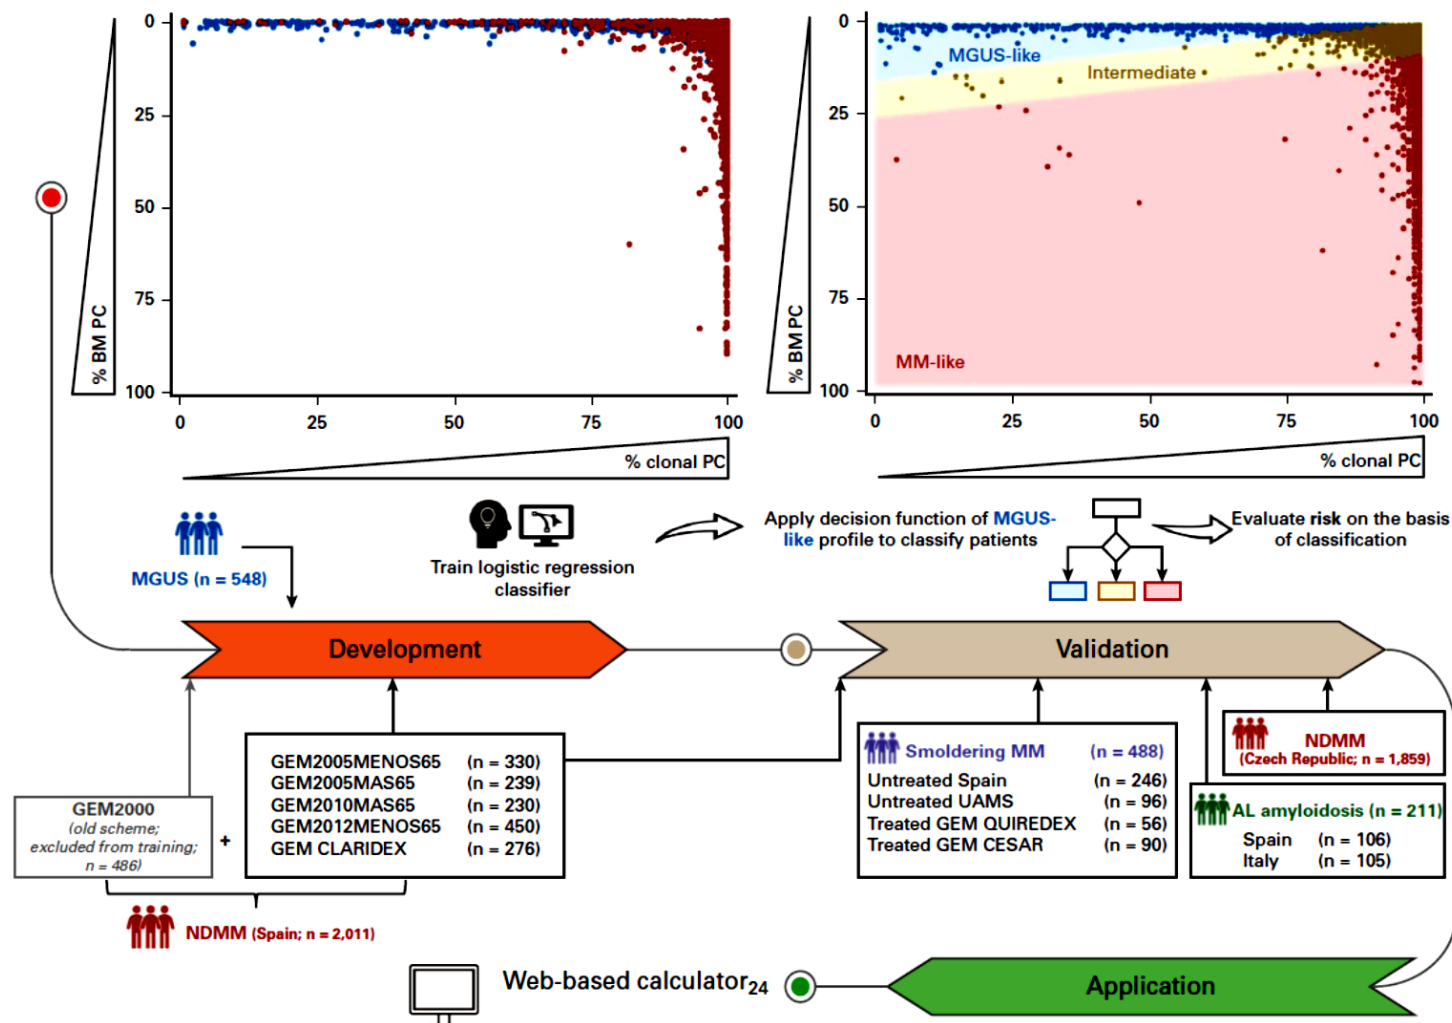 0
25
50
75
100
% BM PC
0
25
50
75
100
% clonal PC
0
25
50
75
100
% BM PC
MGUS-like
Intermediate
MM-like
0
25
50
75
100
% clonal PC
MGUS (n = 548)
Train logistic regression
classifier
Apply decision function of MGUS-
like profile to classify patients
Evaluate risk on the basis
of classification
Development
Validation
GEM2000
(old scheme;
excluded from training;
n = 486)
+
GEM2005MENOS65 (n = 330)
GEM2005MAS65 (n = 239)
GEM2010MAS65 (n = 230)
GEM2012MENOS65 (n = 450)
GEM CLARIDEX (n = 276)
NDMM (Spain; n = 2,011)
Smoldering MM (n = 488)
Untreated Spain (n = 246)
Untreated UAMS (n = 96)
Treated GEM QUIREDEX (n = 56)
Treated GEM CESAR (n = 90)
NDMM
(Czech Republic; n = 1,859)
AL amyloidosis (n = 211)
Spain (n = 106)
Italy (n = 105)
Web-based calculator24
Application